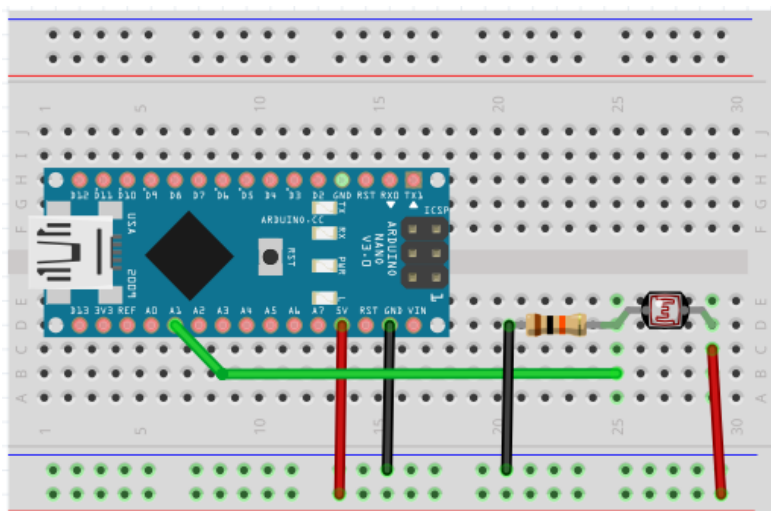 1 5 10 15 20 25 30
J J
I I
H H
G G
F F
D12 D11 D10 D9 D8 D7 D6 D5 D4 D3 D2 GND RST RX0 TX1
TX
RX
PWR
L
ICSP
1
ARDUINO.CC
ARDUINO
NANO
V3.0
RST
USA
2009
D13 3V3 REF A0 A1 A2 A3 A4 A5 A6 A7 5V RST GND VIN
E E
D D
C C
B B
A A
1 5 10 15 20 25 30